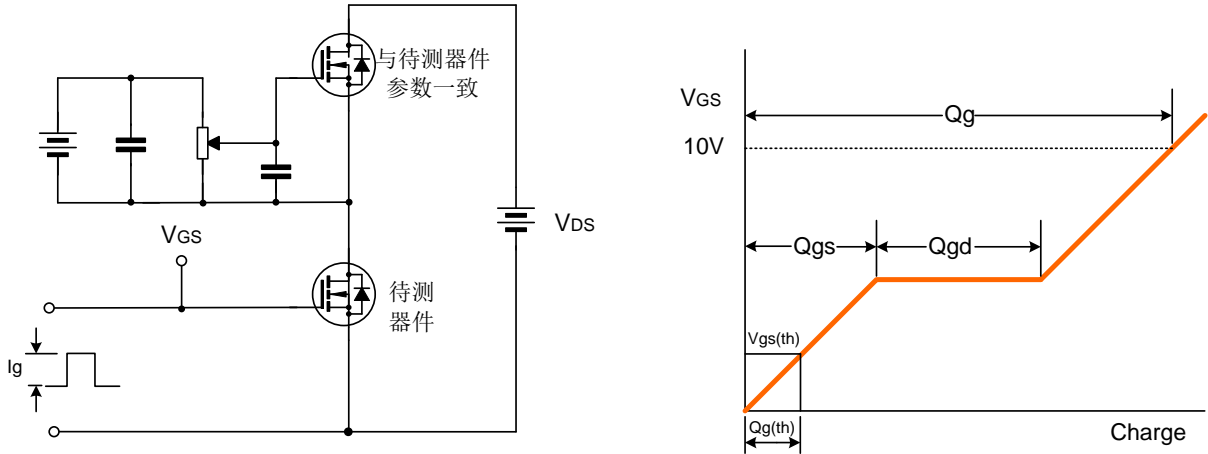 与待测器件
参数一致
VGS
VDS
待测
器件
Ig
VGS
Qg
10V
Qgs
Qgd
Vgs(th)
Qg(th)
Charge